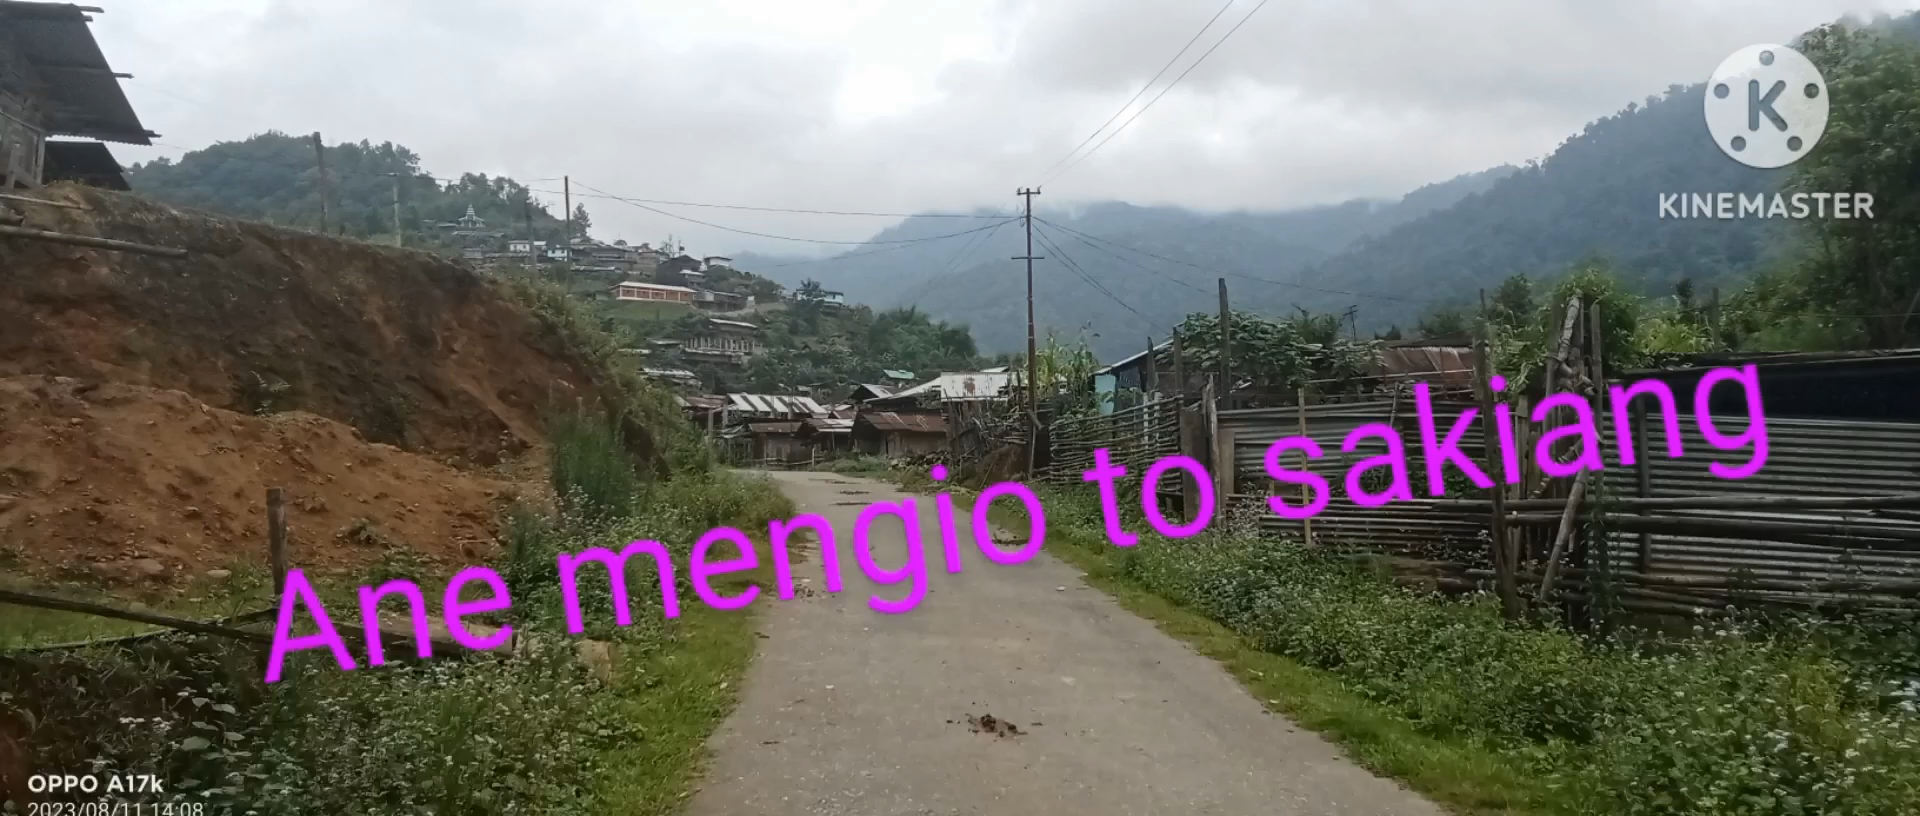 K
KINEMASTER
Ane mengio to sakiang
OPPO A17k
2023/08/11 14:08